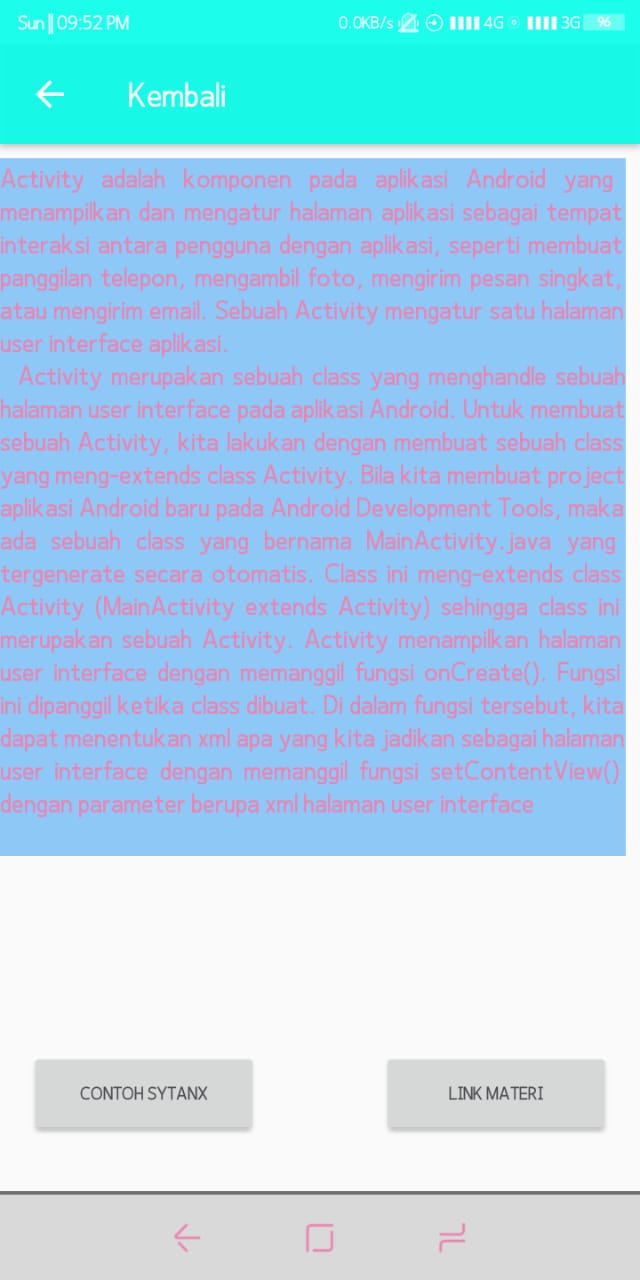 Sun || 09:52 PM 0.0KB/s 4G 3G 96
Kembali
Activity adalah komponen pada aplikasi Android yang
menampilkan dan mengatur halaman aplikasi sebagai tempat
interaksi antara pengguna dengan aplikasi, seperti membuat
panggilan telepon, mengambil foto, mengirim pesan singkat,
atau mengirim email. Sebuah Activity mengatur satu halaman
user interface aplikasi.
Activity merupakan sebuah class yang menghandle sebuah
halaman user interface pada aplikasi Android. Untuk membuat
sebuah Activity, kita lakukan dengan membuat sebuah class
yang meng-extends class Activity. Bila kita membuat project
aplikasi Android baru pada Android Development Tools, maka
ada sebuah class yang bernama MainActivity.java yang
tergenerate secara otomatis. Class ini meng-extends class
Activity (MainActivity extends Activity) sehingga class ini
merupakan sebuah Activity. Activity menampilkan halaman
user interface dengan memanggil fungsi onCreate(). Fungsi
ini dipanggil ketika class dibuat. Di dalam fungsi tersebut, kita
dapat menentukan xml apa yang kita jadikan sebagai halaman
user interface dengan memanggil fungsi setContentView()
dengan parameter berupa xml halaman user interface
CONTOH SYTANX LINK MATERI